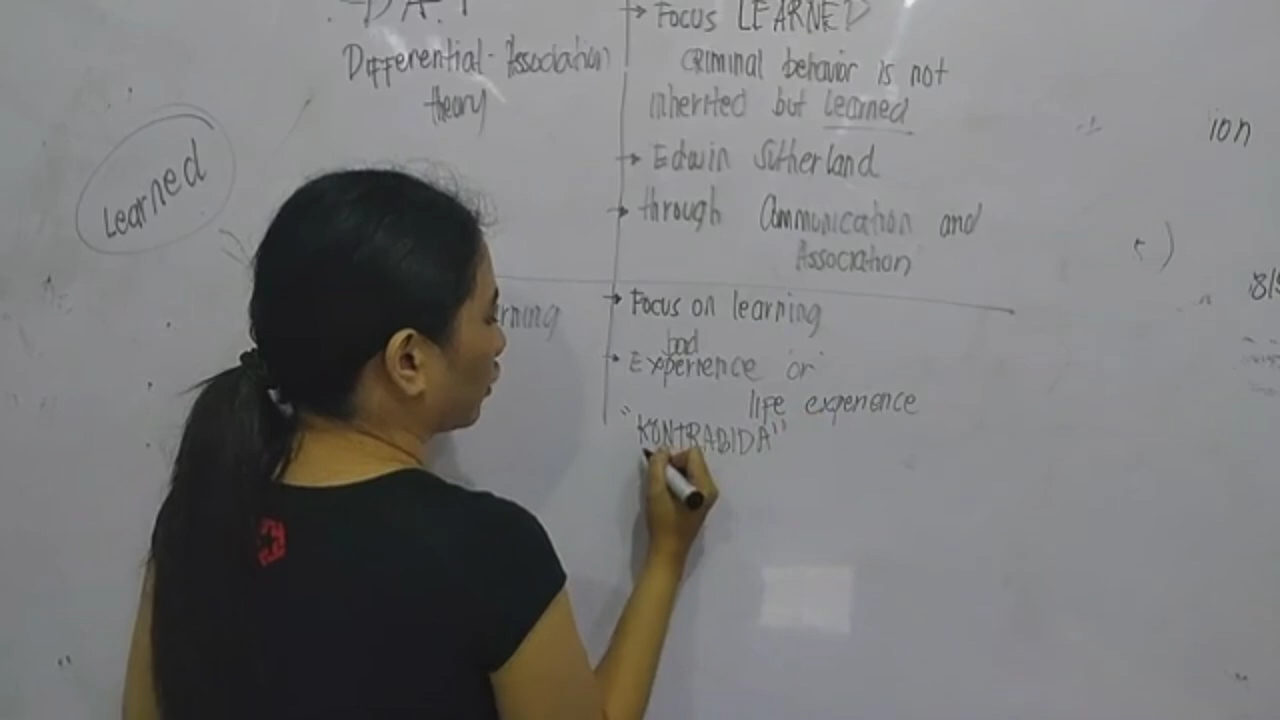 D.A.T
Differential-Association
theory
Learned
→ Focus LEARNED
criminal behavior is not
inherited but learned
→ Edwin Sutherland
→ through Communication and
Association
rning
→ Focus on learning
bad
→ Experience or
life experience
"KONTRABIDA"
ion